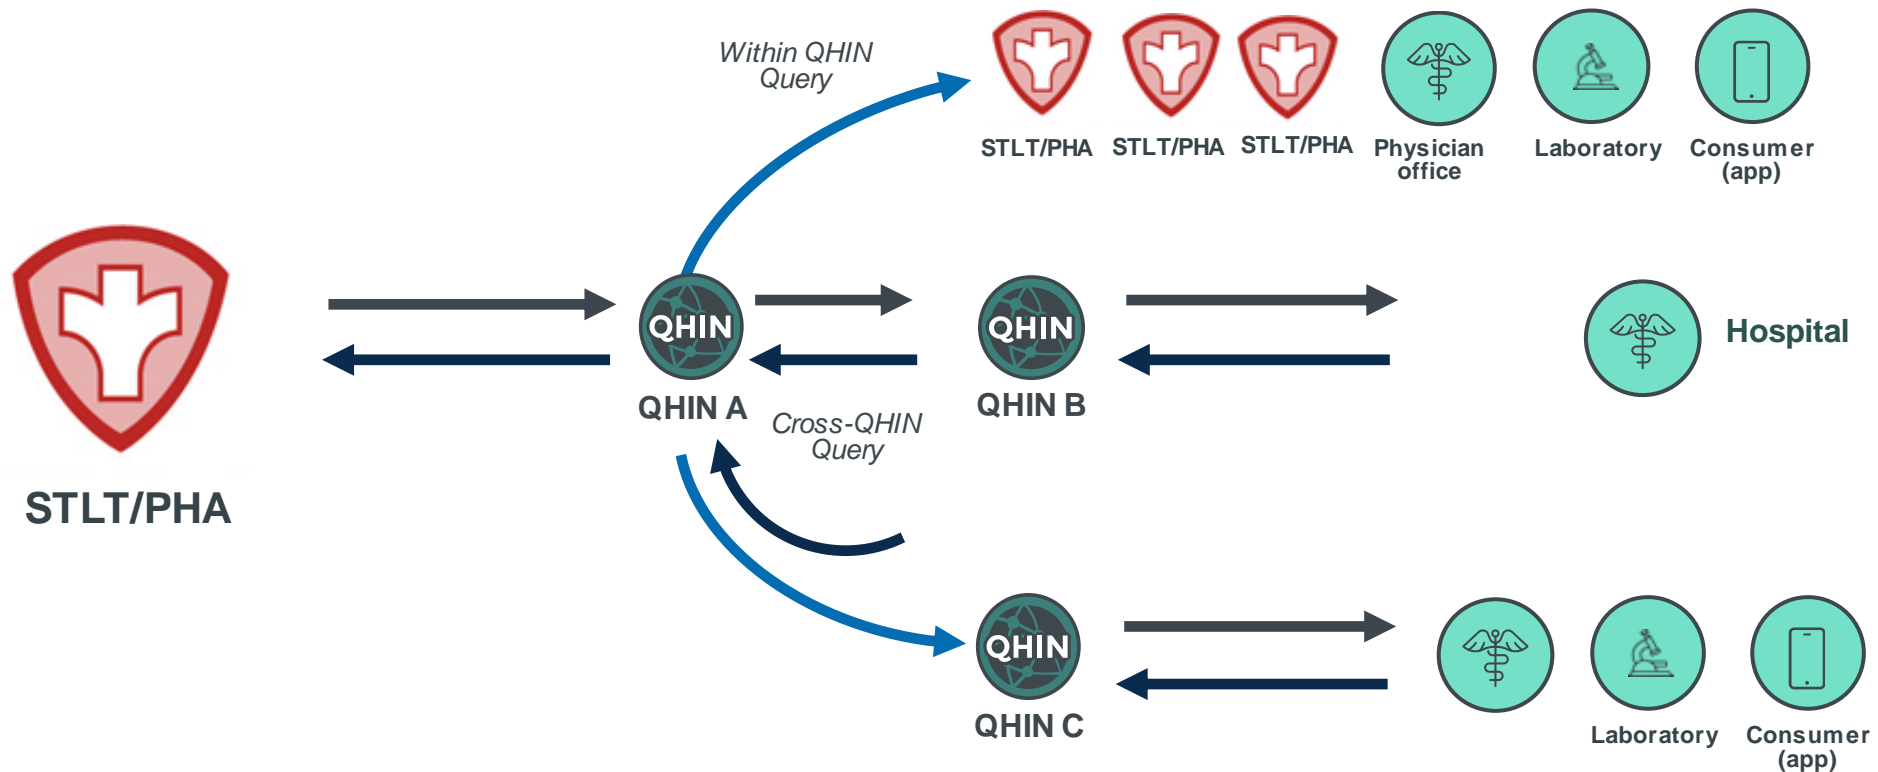 Within QHIN
Query
STLT/PHA
STLT/PHA
STLT/PHA
Physician
office
Laboratory
Consumer
(app)
QHIN
QHIN A
QHIN
QHIN B
Hospital
STLT/PHA
Cross-QHIN
Query
QHIN
QHIN C
Laboratory
Consumer
(app)